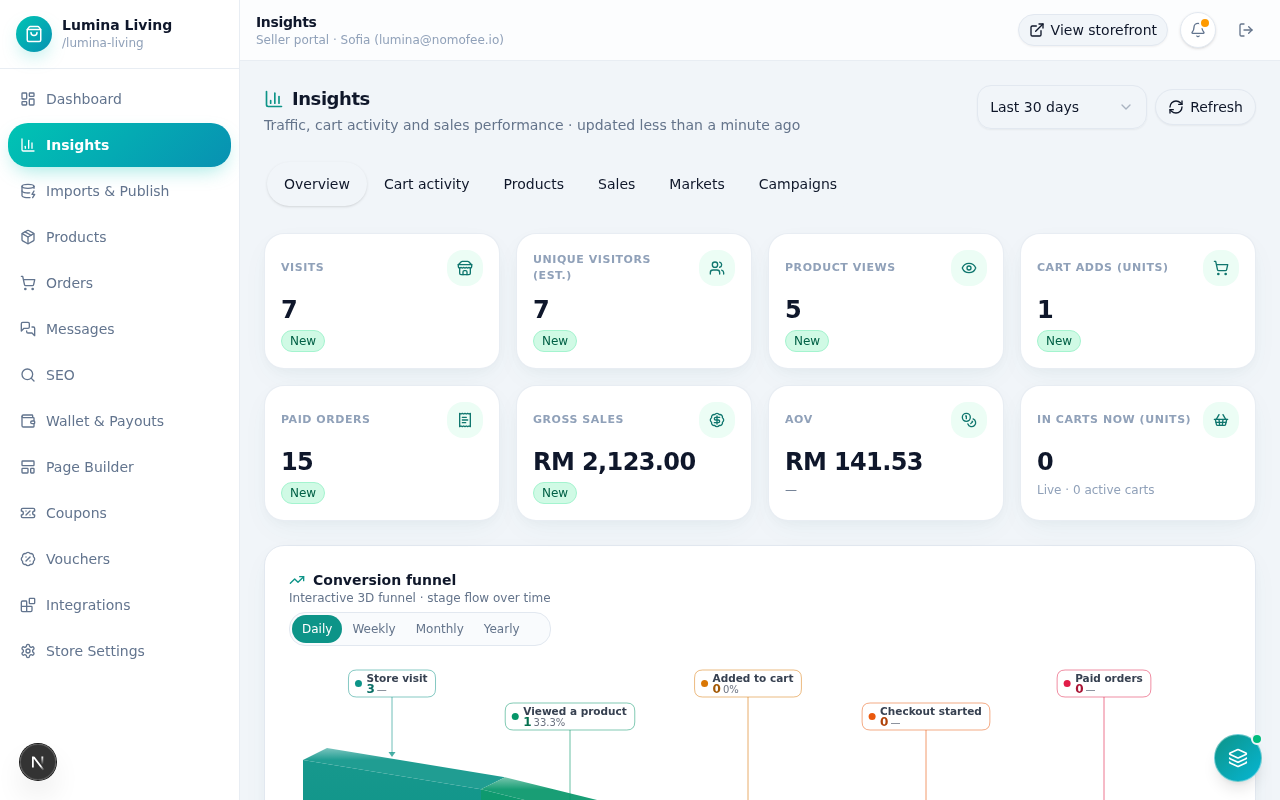 Lumina Living
/lumina-living
Dashboard
Insights
Imports & Publish
Products
Orders
Messages
SEO
Wallet & Payouts
Page Builder
Coupons
Vouchers
Integrations
Store Settings
N
Insights
Seller portal · Sofia (lumina@nomofee.io)
View storefront
Insights
Traffic, cart activity and sales performance · updated less than a minute ago
Last 30 days
Refresh
Overview Cart activity Products Sales Markets Campaigns
VISITS
7
New
UNIQUE VISITORS
(EST.)
7
New
PRODUCT VIEWS
5
New
CART ADDS (UNITS)
1
New
PAID ORDERS
15
New
GROSS SALES
RM 2,123.00
New
AOV
RM 141.53
—
IN CARTS NOW (UNITS)
0
Live · 0 active carts
Conversion funnel
Interactive 3D funnel · stage flow over time
Daily Weekly Monthly Yearly
Store visit
3 —
Viewed a product
1 33.3%
Added to cart
0 0%
Checkout started
0 —
Paid orders
0 —